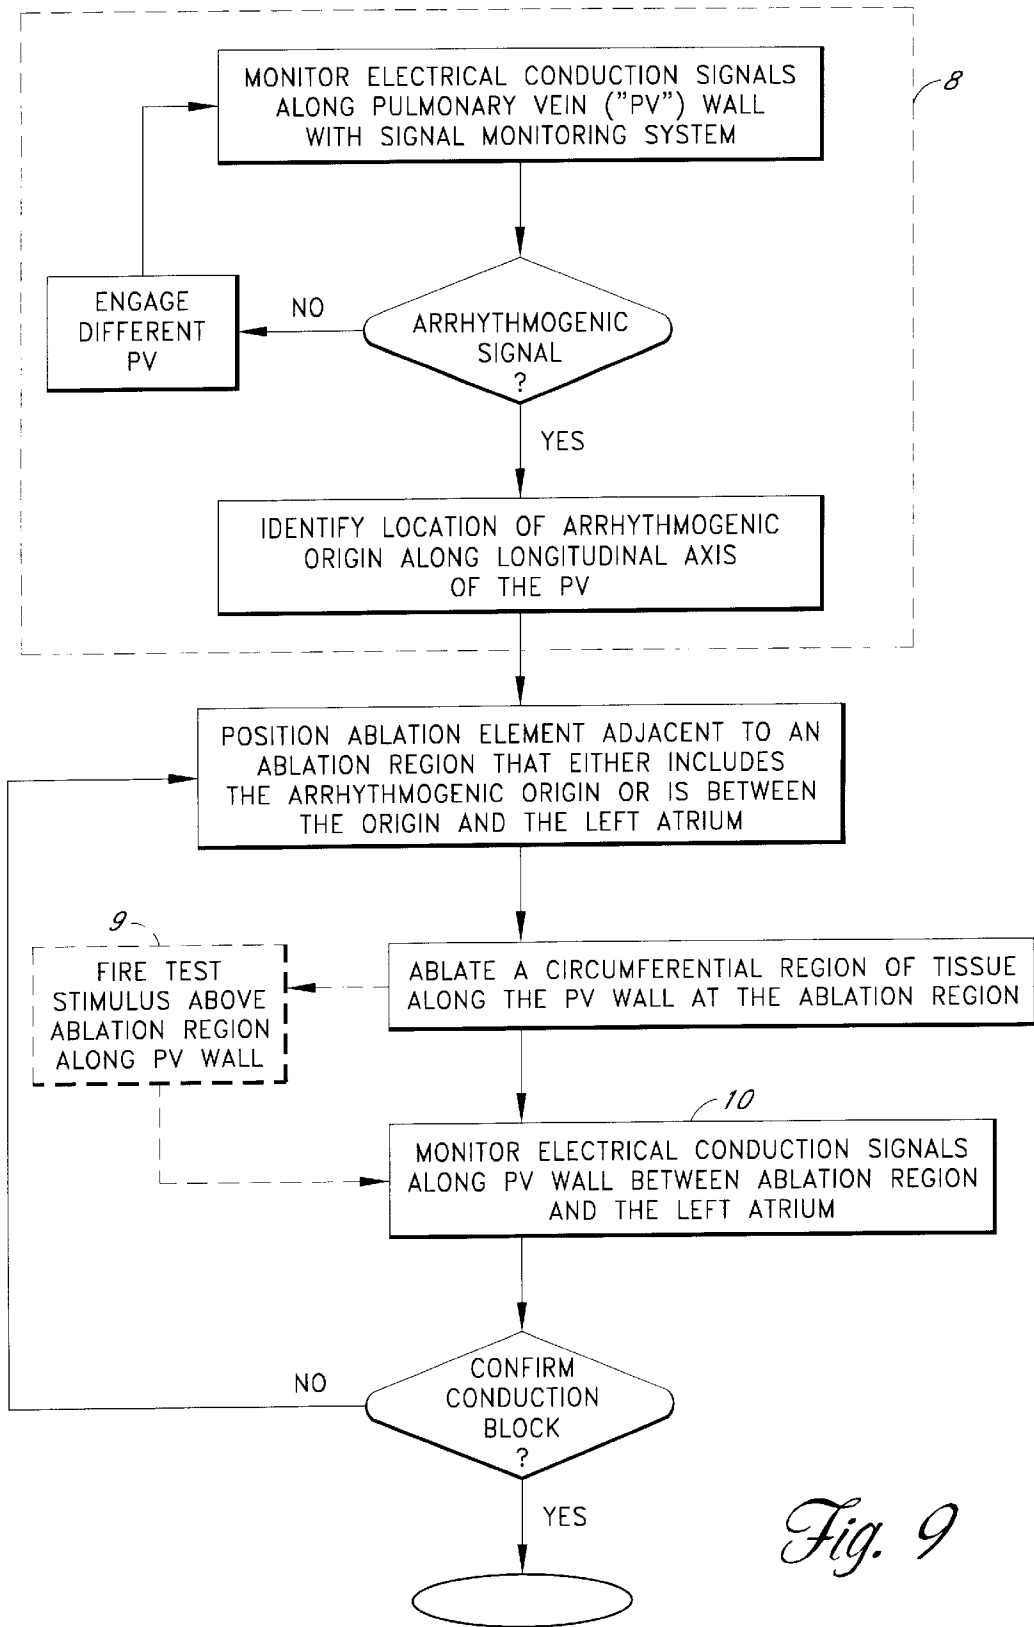 MONITOR ELECTRICAL CONDUCTION SIGNALS
ALONG PULMONARY VEIN ("PV") WALL
WITH SIGNAL MONITORING SYSTEM
8
ENGAGE
DIFFERENT
PV
NO
ARRHYTHMOGENIC
SIGNAL
?
YES
IDENTIFY LOCATION OF ARRHYTHMOGENIC
ORIGIN ALONG LONGITUDINAL AXIS
OF THE PV
POSITION ABLATION ELEMENT ADJACENT TO AN
ABLATION REGION THAT EITHER INCLUDES
THE ARRHYTHMOGENIC ORIGIN OR IS BETWEEN
THE ORIGIN AND THE LEFT ATRIUM
9
FIRE TEST
STIMULUS ABOVE
ABLATION REGION
ALONG PV WALL
ABLATE A CIRCUMFERENTIAL REGION OF TISSUE
ALONG THE PV WALL AT THE ABLATION REGION
10
MONITOR ELECTRICAL CONDUCTION SIGNALS
ALONG PV WALL BETWEEN ABLATION REGION
AND THE LEFT ATRIUM
NO
CONFIRM
CONDUCTION
BLOCK
?
YES
Fig. 9